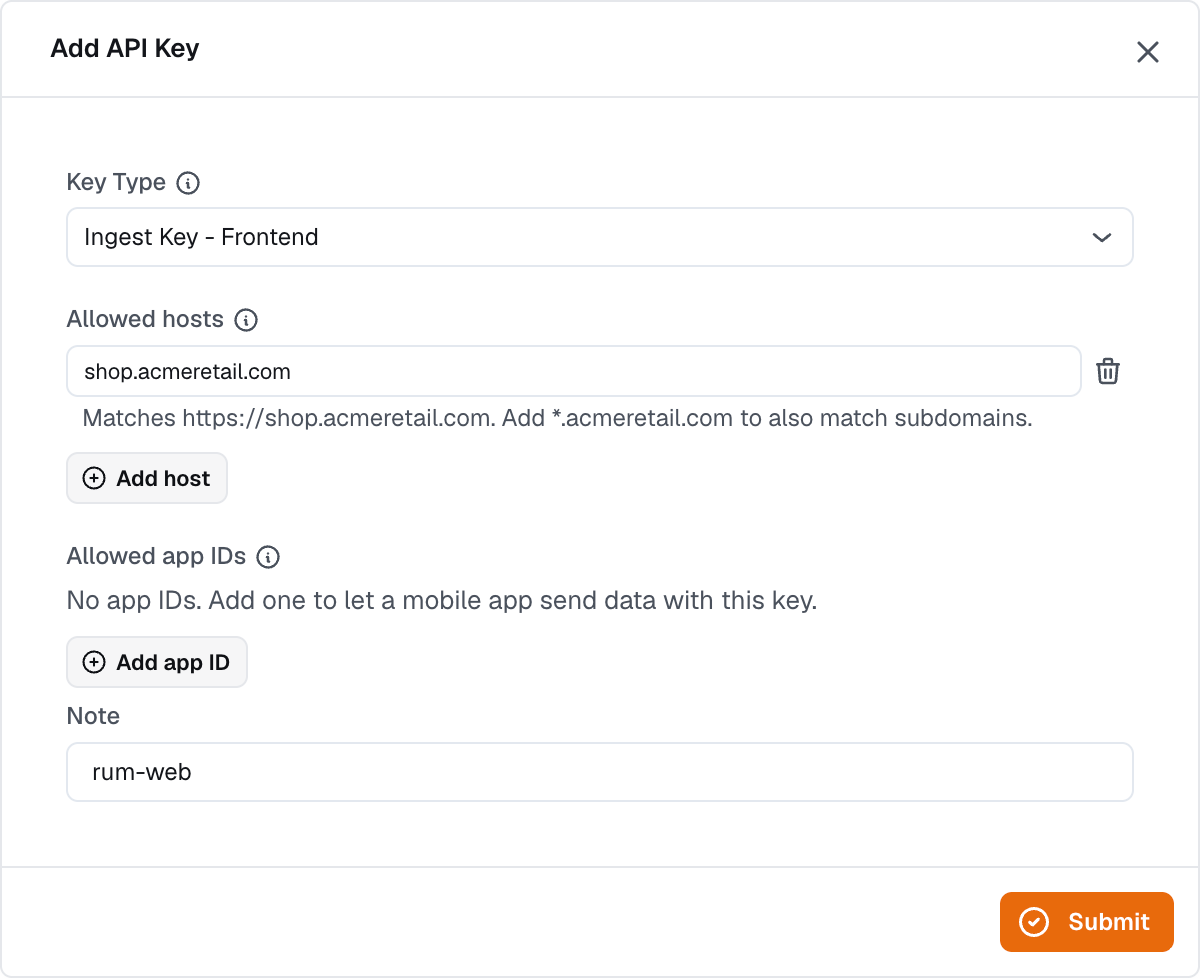 Add API Key
Key Type
Ingest Key - Frontend
Allowed hosts
shop.acmeretail.com
Matches https://shop.acmeretail.com. Add *.acmeretail.com to also match subdomains.
Add host
Allowed app IDs
No app IDs. Add one to let a mobile app send data with this key.
Add app ID
Note
rum-web
Submit